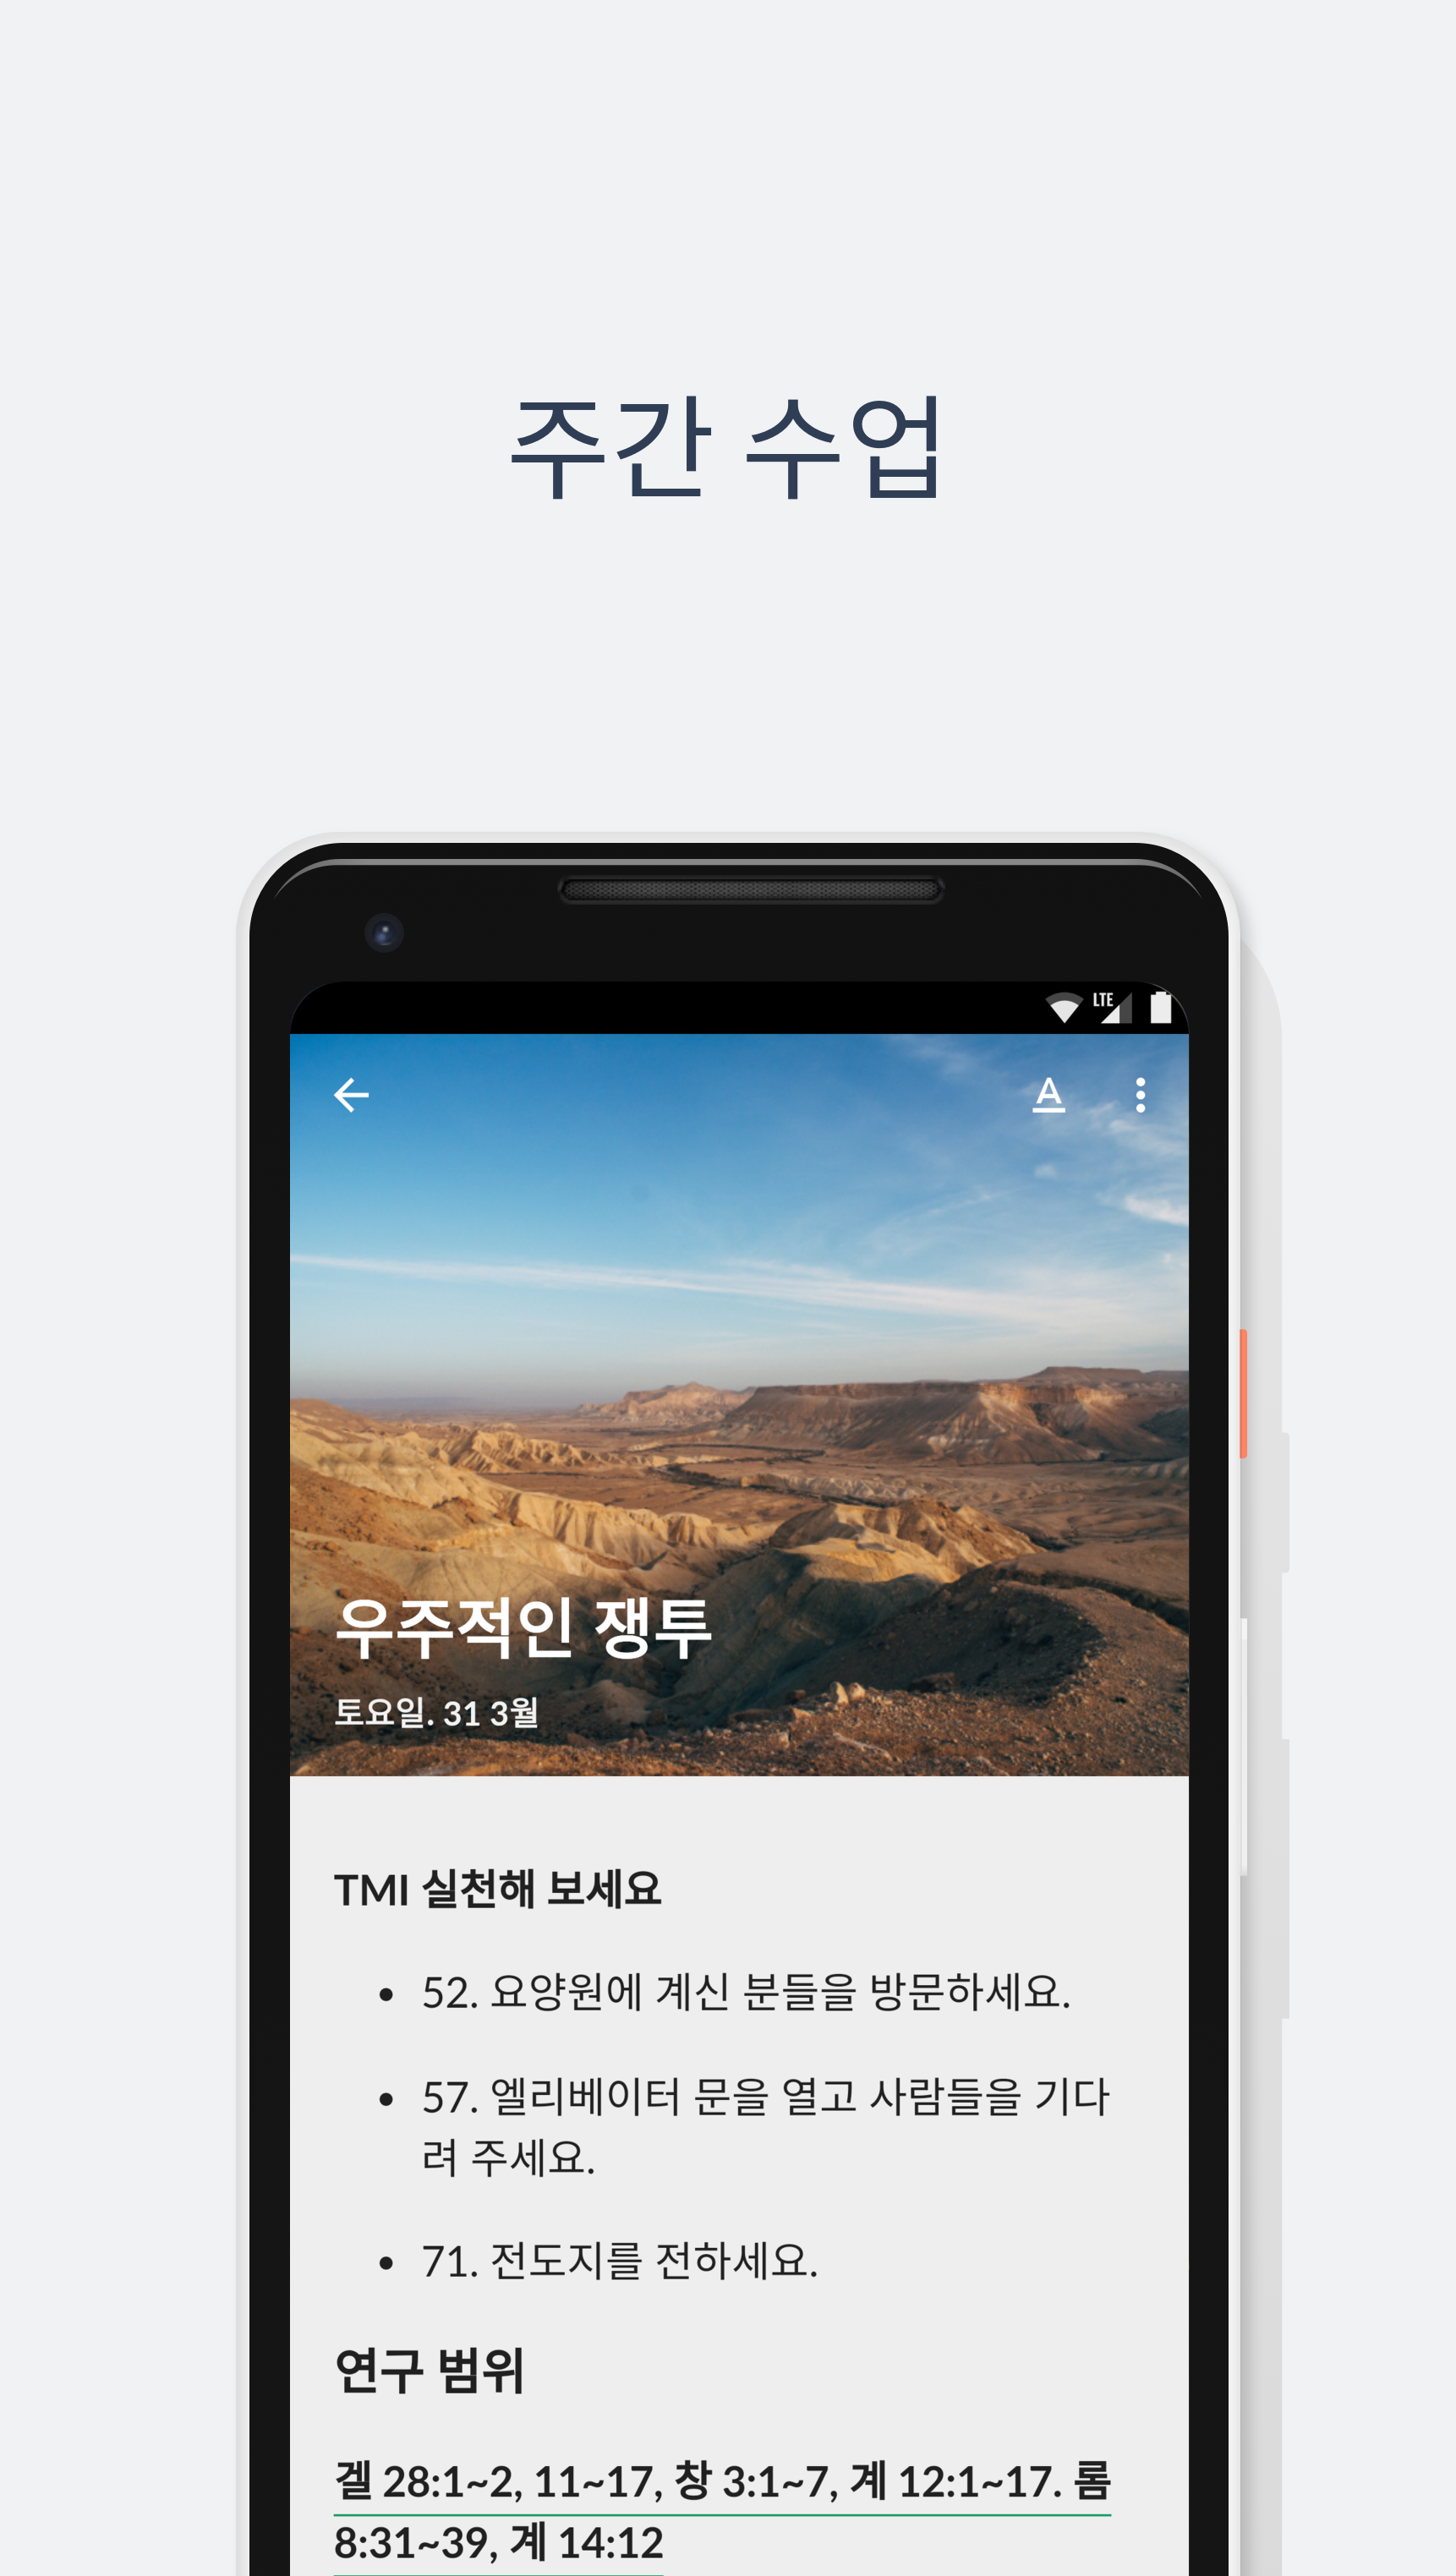 주간 수업
LTE
A
우주적인 쟁투
토요일. 31 3월
TMI 실천해 보세요
• 52. 요양원에 계신 분들을 방문하세요.
• 57. 엘리베이터 문을 열고 사람들을 기다
려 주세요.
• 71. 전도지를 전하세요.
연구 범위
겔 28:1~2, 11~17, 창 3:1~7, 계 12:1~17. 롬
8:31~39, 계 14:12